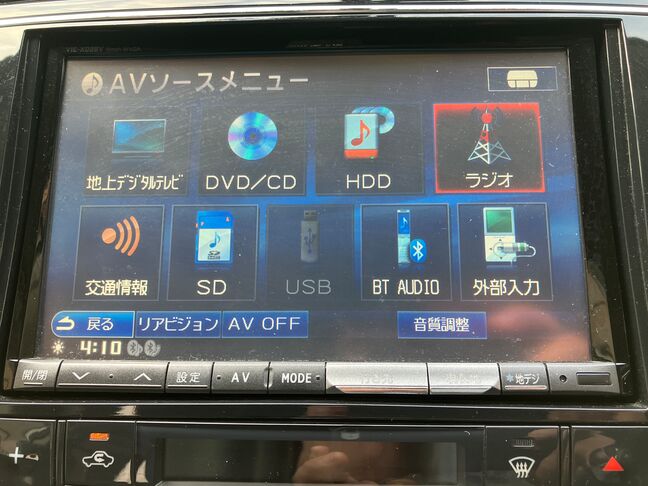 VIE-X088V
AVソースメニュー
地上デジタルテレビ
DVD/CD
HDD
ラジオ
交通情報
SD
USB
BT AUDIO
外部入力
戻る
リアビジョン
AV OFF
音質調整
4:10
開/閉
設定
AV
MODE
*地デジ